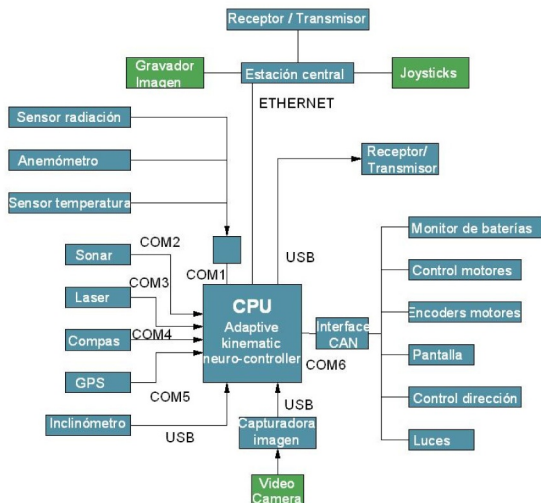 Receptor / Transmisor
Gravador
Imagen
Estación central
Joysticks
ETHERNET
Sensor radiación
Anemómetro
Sensor temperatura
Receptor/
Transmisor
USB
Monitor de baterías
Sonar
COM2
COM1
Control motores
Laser
COM3
CPU
Adaptive
kinematic
neuro-controller
Interface
CAN
Encoders motores
Compas
COM4
COM6
Pantalla
GPS
COM5
Control dirección
Inclinómetro
USB
USB
Capturadora
imagen
Luces
Video
Camera